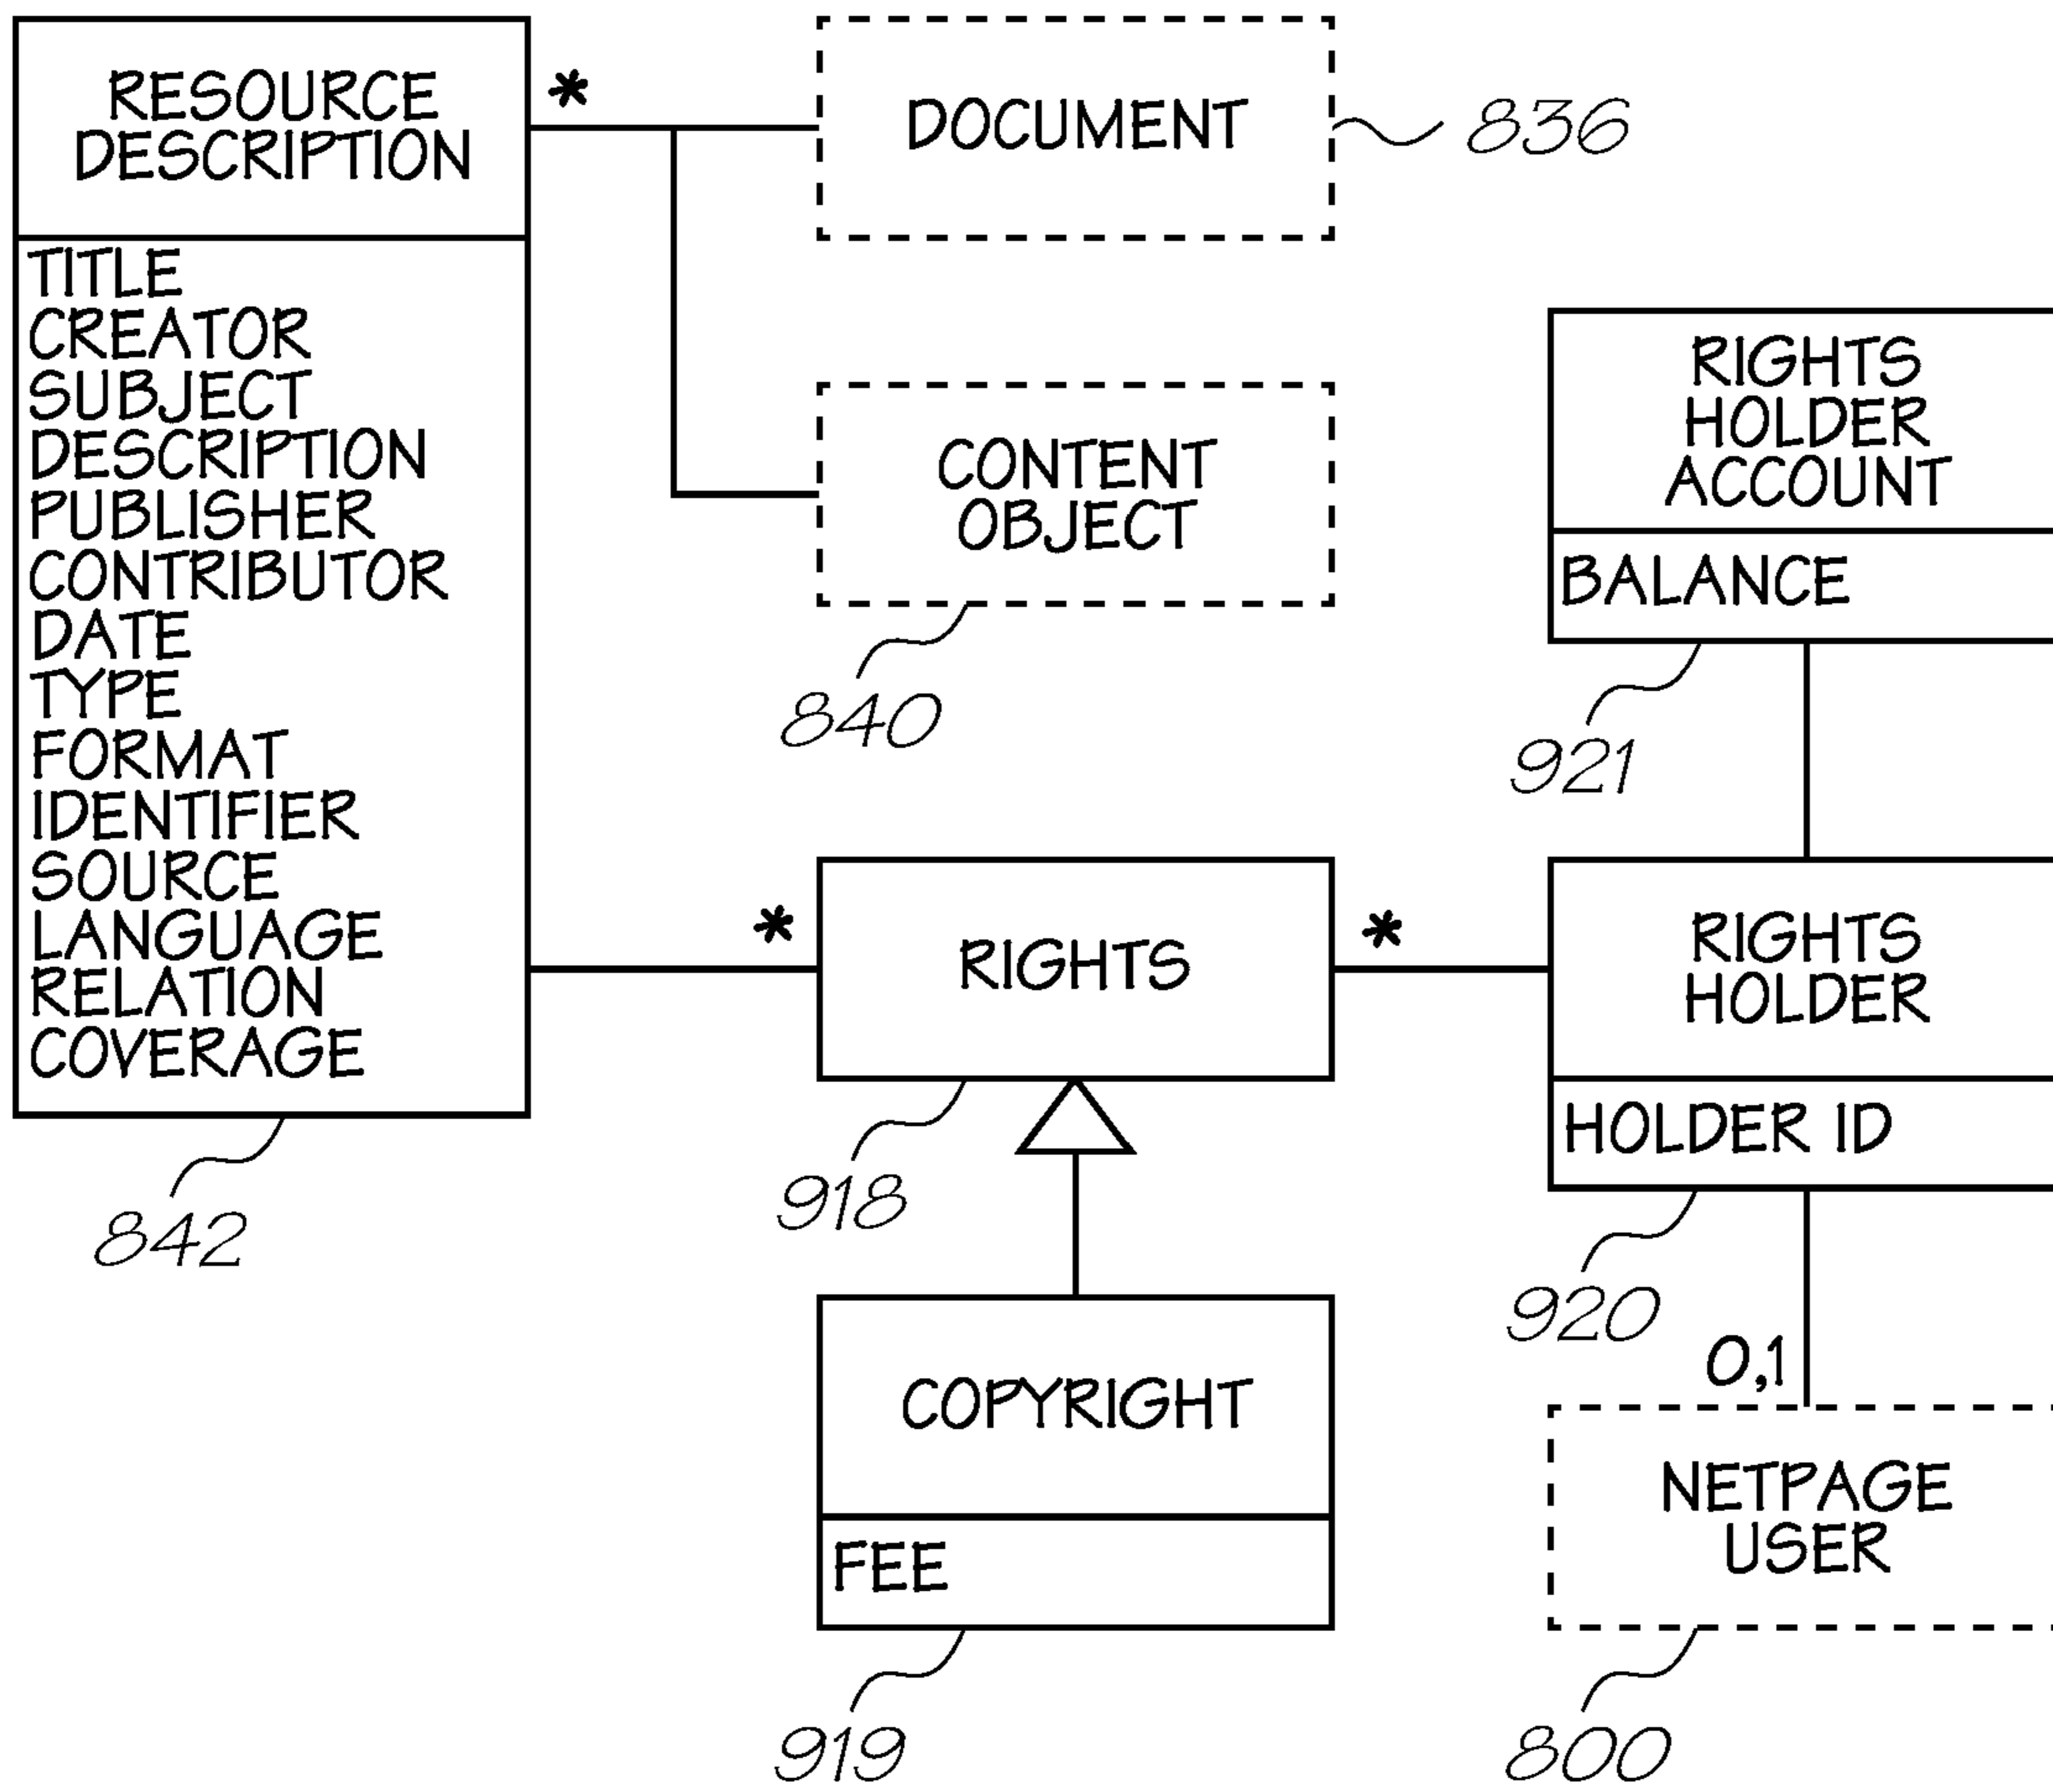 RESOURCE
DESCRIPTION
TITLE
CREATOR
SUBJECT
DESCRIPTION
PUBLISHER
CONTRIBUTOR
DATE
TYPE
FORMAT
IDENTIFIER
SOURCE
LANGUAGE
RELATION
COVERAGE
842
*
DOCUMENT
836
CONTENT
OBJECT
840
RIGHTS
HOLDER
ACCOUNT
BALANCE
921
*
RIGHTS
918
*
RIGHTS
HOLDER
HOLDER ID
920
COPYRIGHT
FEE
919
0,1
NETPAGE
USER
800